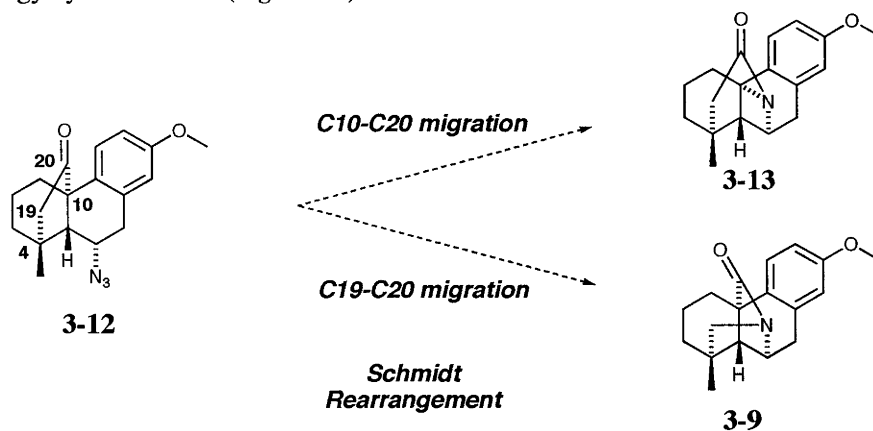 O
O
N
C10-C20 migration
H
3-13
O
20
O
19
10
4
H
N3
3-12
C19-C20 migration
Schmidt
Rearrangement
O
O
N
H
3-9